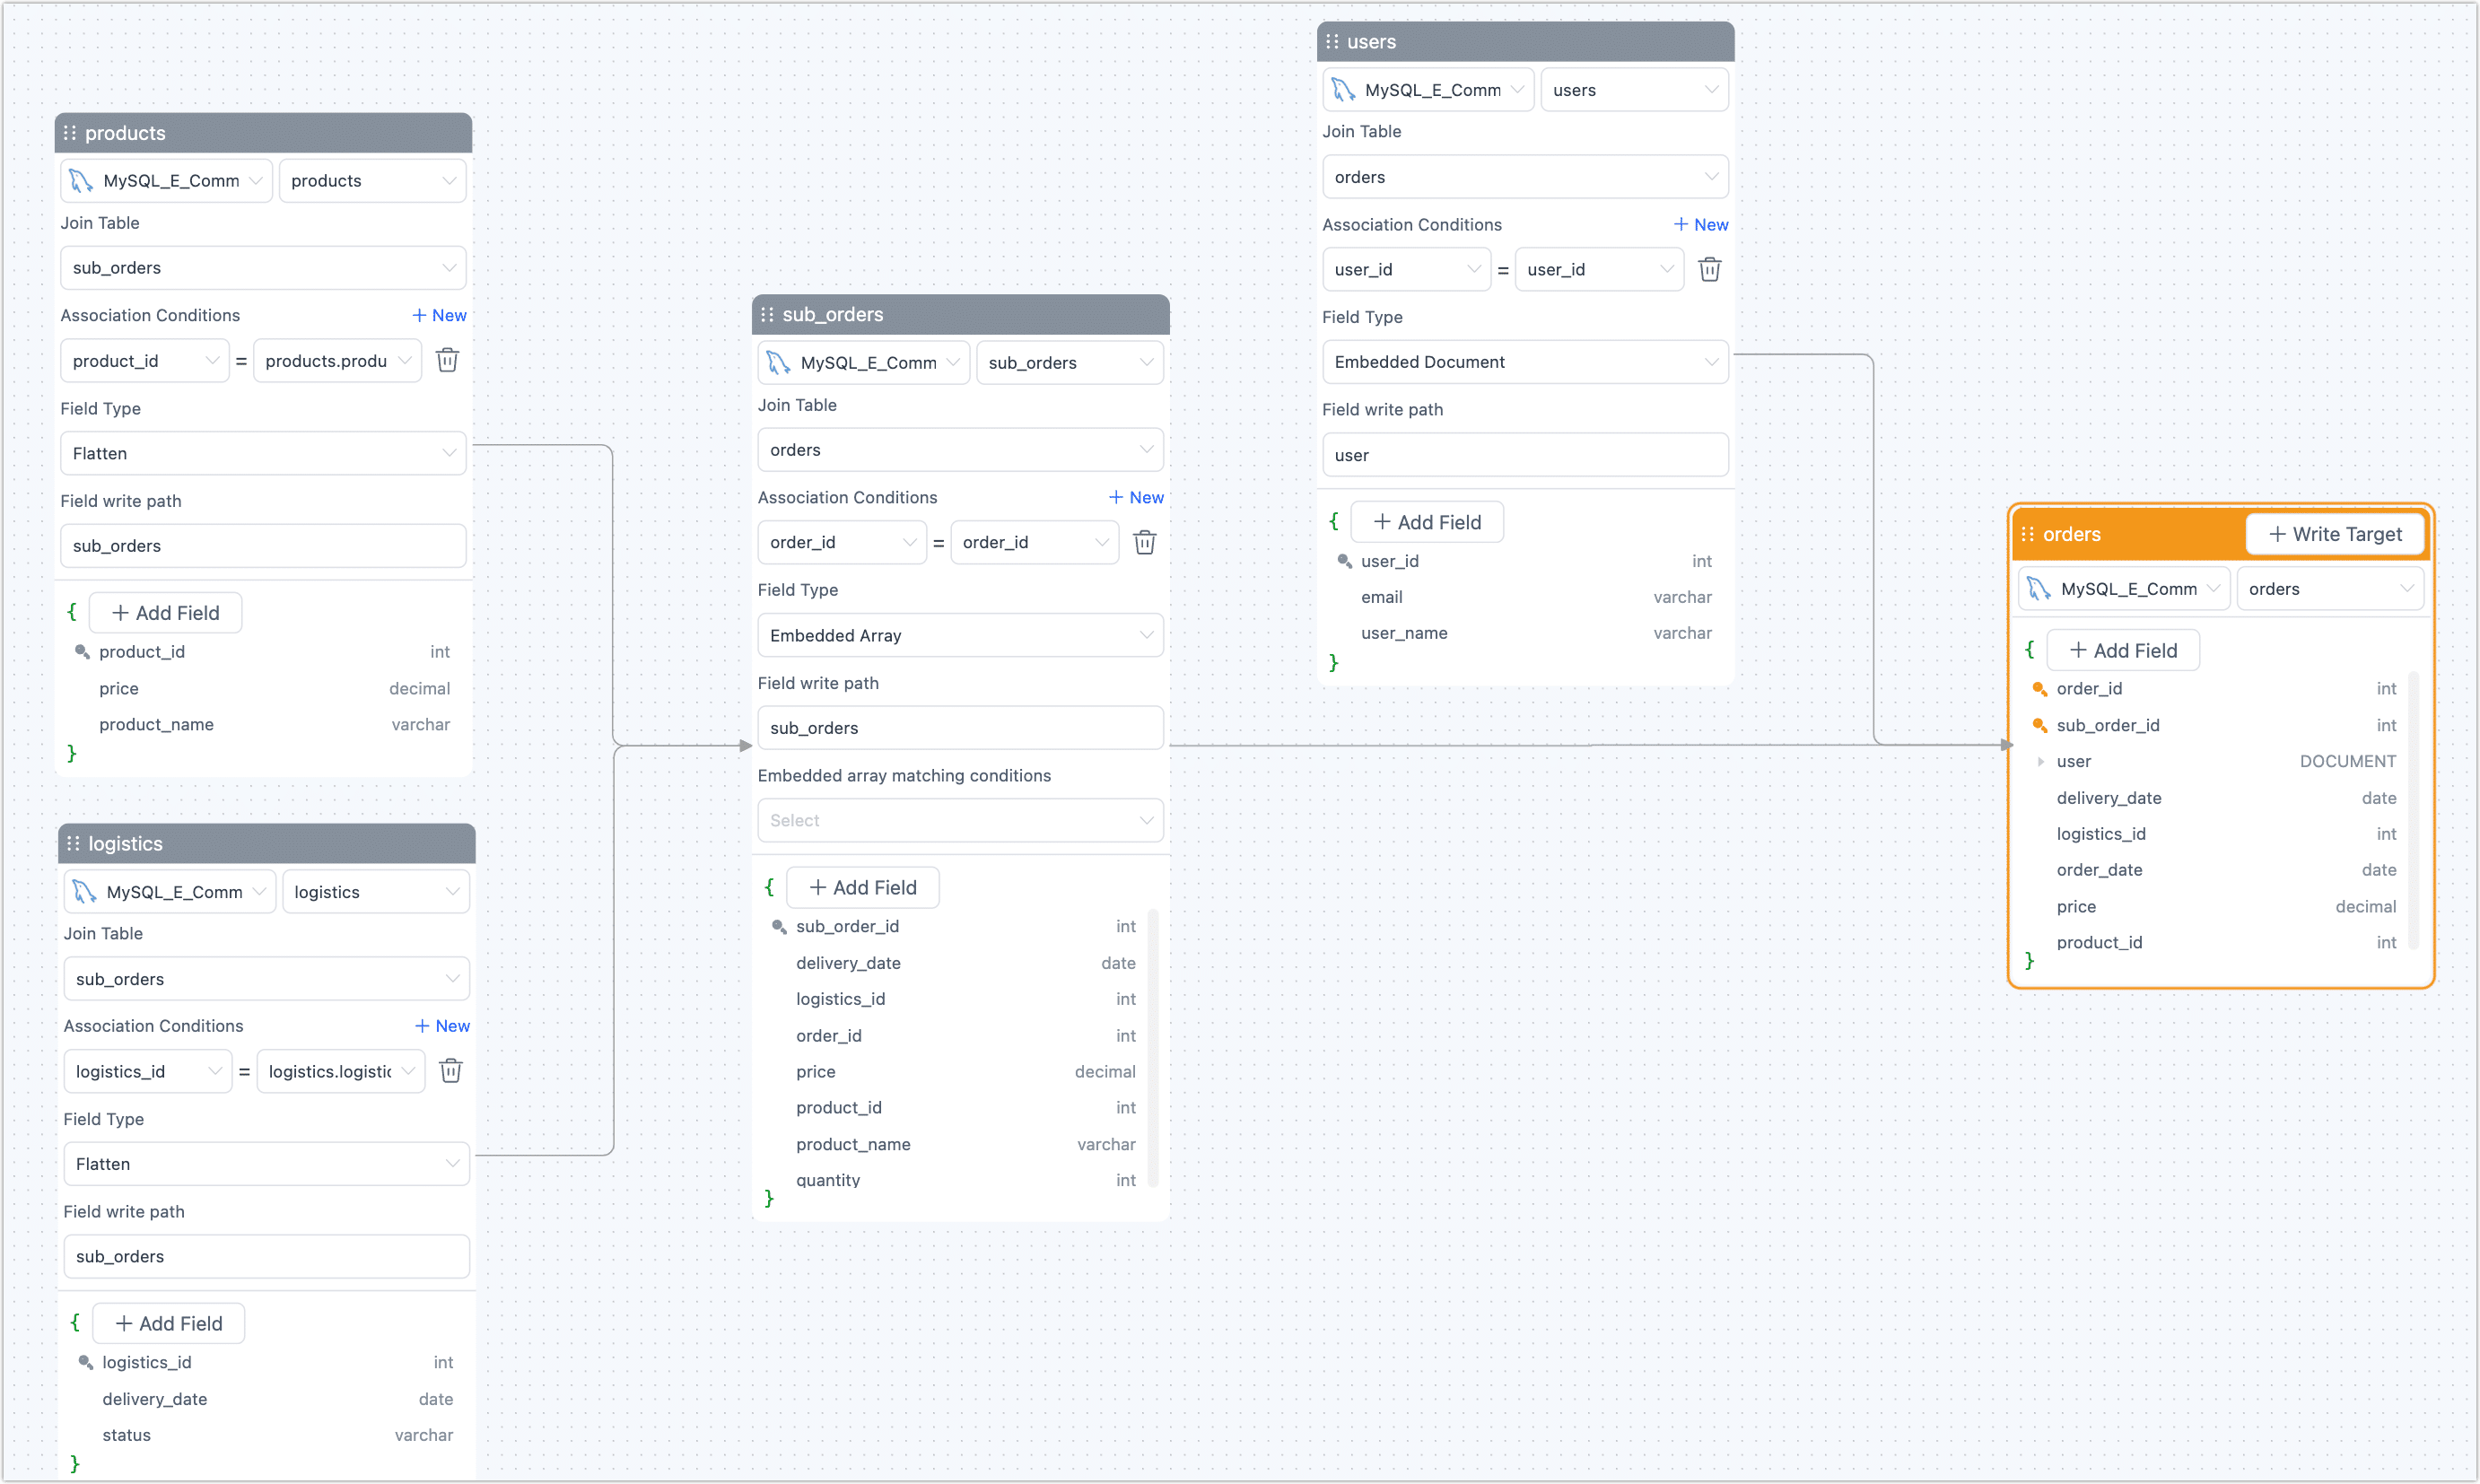 products
MySQL_E_Comm products
Join Table
sub_orders
Association Conditions + New
product_id = products.produ
Field Type
Flatten
Field write path
sub_orders
{ + Add Field
product_id int
price decimal
product_name varchar
}
logistics
MySQL_E_Comm logistics
Join Table
sub_orders
Association Conditions + New
logistics_id = logistics.logistic
Field Type
Flatten
Field write path
sub_orders
{ + Add Field
logistics_id int
delivery_date date
status varchar
}
sub_orders
MySQL_E_Comm sub_orders
Join Table
orders
Association Conditions + New
order_id = order_id
Field Type
Embedded Array
Field write path
sub_orders
Embedded array matching conditions
Select
{ + Add Field
sub_order_id int
delivery_date date
logistics_id int
order_id int
price decimal
product_id int
product_name varchar
quantity int
}
users
MySQL_E_Comm users
Join Table
orders
Association Conditions + New
user_id = user_id
Field Type
Embedded Document
Field write path
user
{ + Add Field
user_id int
email varchar
user_name varchar
}
orders + Write Target
MySQL_E_Comm orders
{ + Add Field
order_id int
sub_order_id int
user DOCUMENT
delivery_date date
logistics_id int
order_date date
price decimal
product_id int
}